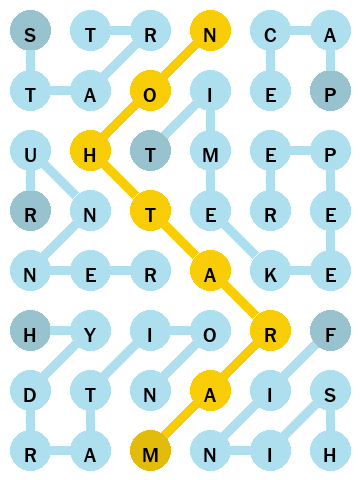 S T R N C A
T A O I E P
U H T M E P
R N T E R E
N E R A K E
H Y I O R F
D T N A I S
R A M N I H